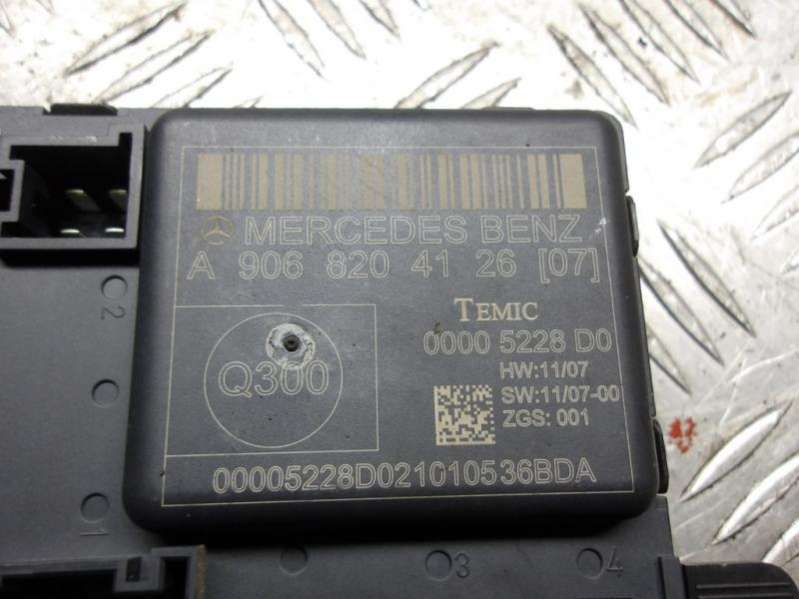 MERCEDES BENZ
A 906 820 41 26 [07]
2
TEMIC
0000 5228 D0
HW:11/07
Q300
SW:11/07-00
ZGS: 001
00005228D021010536BDA
1
3
4